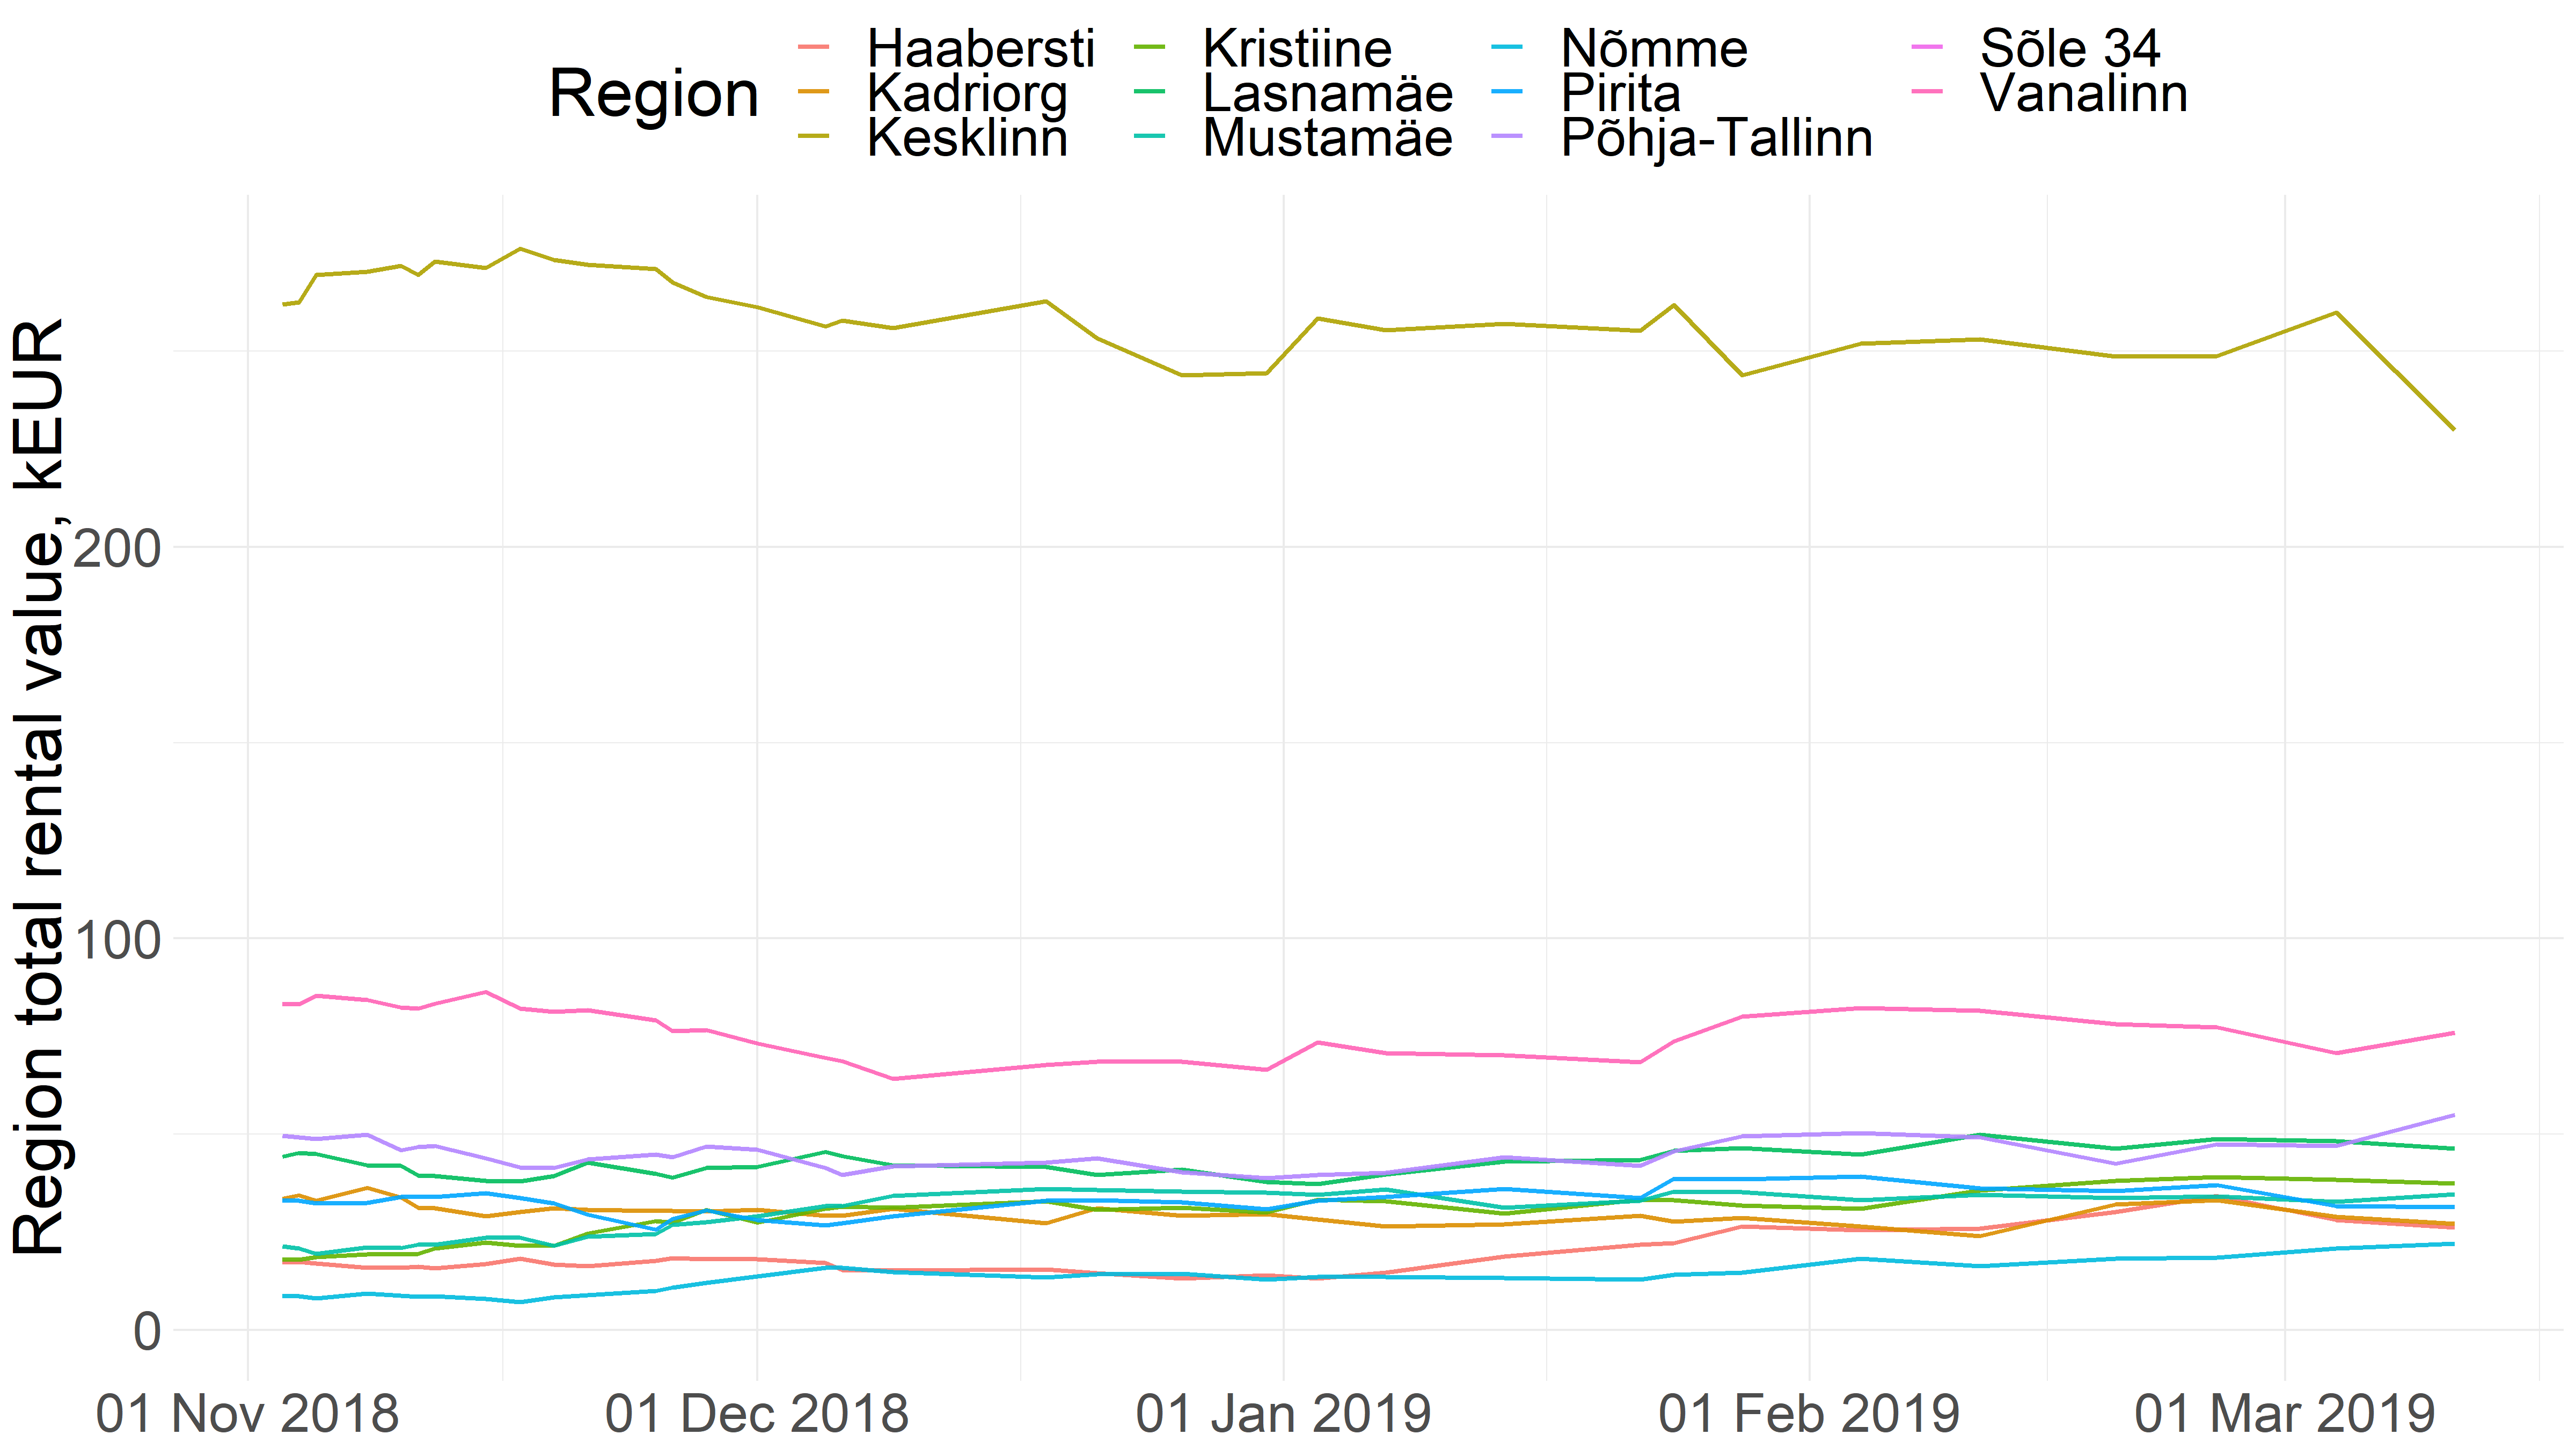 Region
Haabersti
Kadriorg
Kesklinn
Kristiine
Lasnamäe
Mustamäe
Nõmme
Pirita
Põhja-Tallinn
Sõle 34
Vanalinn
Region total rental value, kEUR
200
100
0
01 Nov 2018
01 Dec 2018
01 Jan 2019
01 Feb 2019
01 Mar 2019